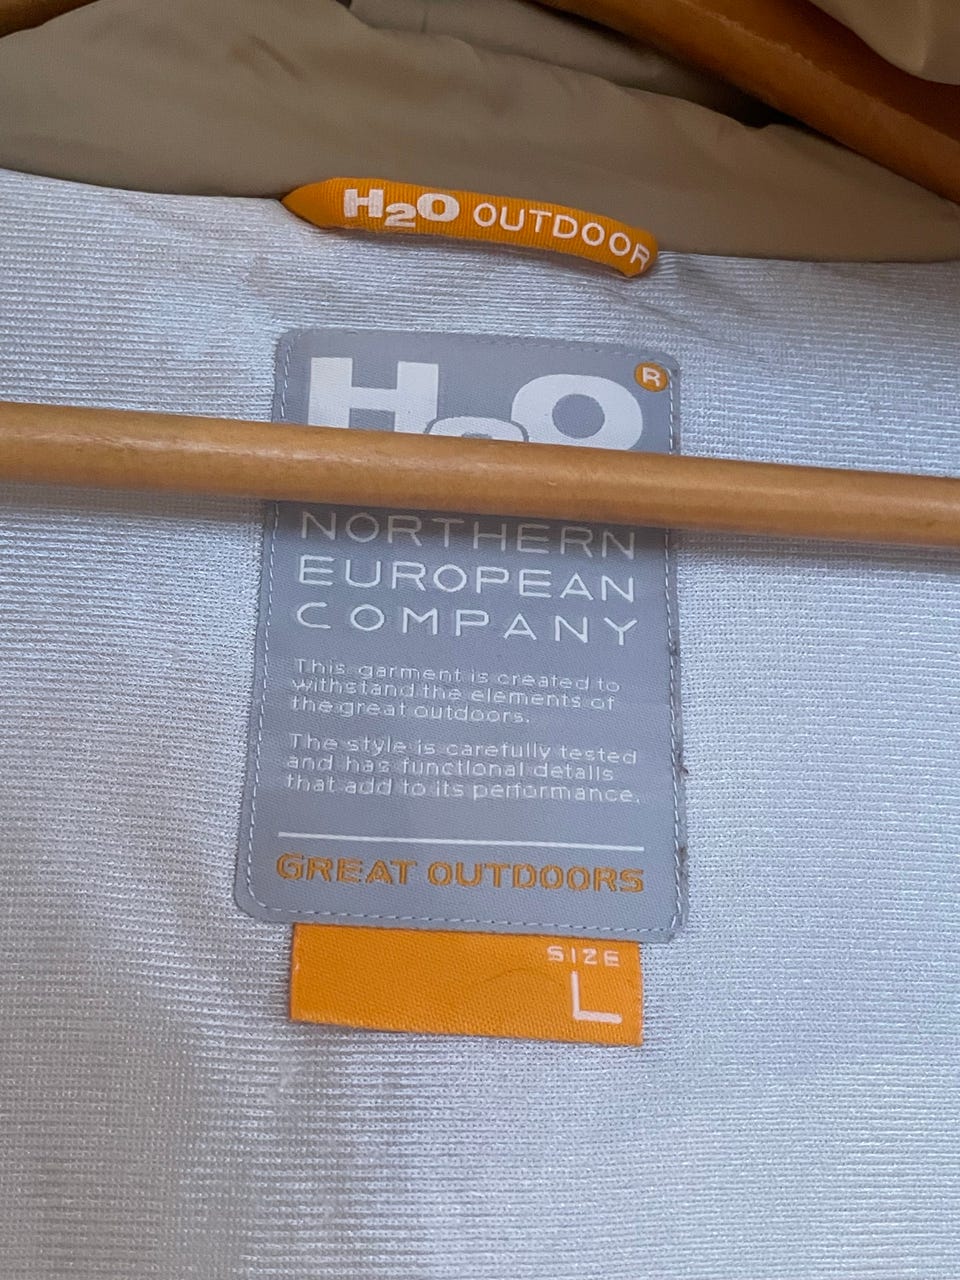 H2O OUTDOOR
H2O
R
NORTHERN
EUROPEAN
COMPANY
This garment is created to
withstand the elements of
the great outdoors.
The style is carefully tested
and has functional details
that add to its performance.
GREAT OUTDOORS
SIZE
L